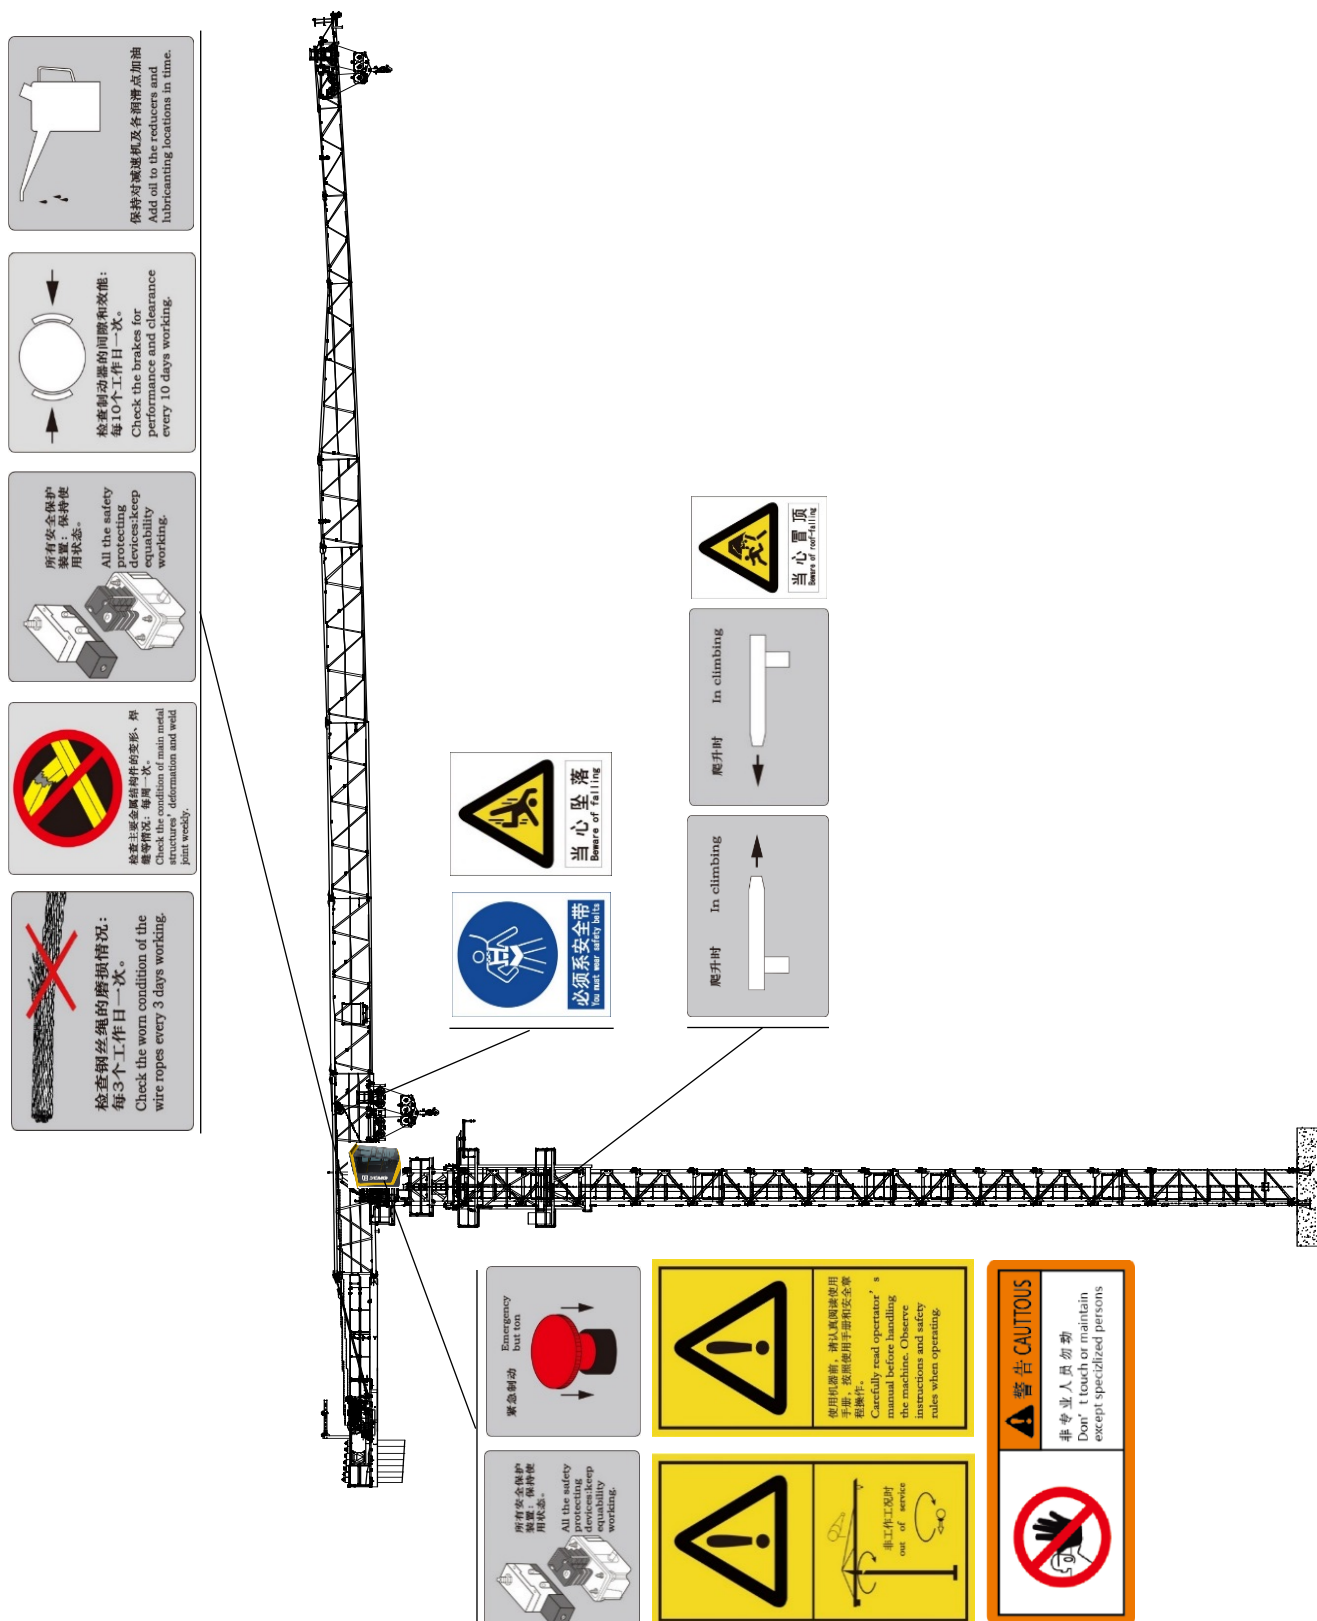 检查钢丝绳的磨损情况：
每3个工作日一次。
Check the worn condition of the
wire ropes every 3 days working.
检查主要金属结构件的变形、焊
缝等情况：每周一次。
Check the condition of main metal
structures' deformation and weld
joint weekly.
所有安全保护
装置：保持使
用状态。
All the safety
protecting
devices:keep
equability
working.
检查制动器的间隙和效能：
每10个工作日一次。
Check the brakes for
performance and clearance
every 10 days working.
保持对减速机及各润滑点加油
Add oil to the reducers and
lubricanting locations in time.
必须系安全带
You must wear safety belts
当心坠落
Beware of falling
爬升时 In climbing
爬升时 In climbing
当心冒顶
Beware of roof-falling
所有安全保护
装置：保持使
用状态。
All the safety
protecting
devices:keep
equability
working.
紧急制动
Emergency
but ton
非工作工况时
out of service
使用机器前，请认真阅读使用
手册，按照使用手册和安全章
程操作。
Carefully read opertator's
manual before handling
the machine. Observe
instructions and safety
rules when operating.
警告 CAUTTOUS
非专业人员勿动
Don't touch or maintain
except specizlized persons